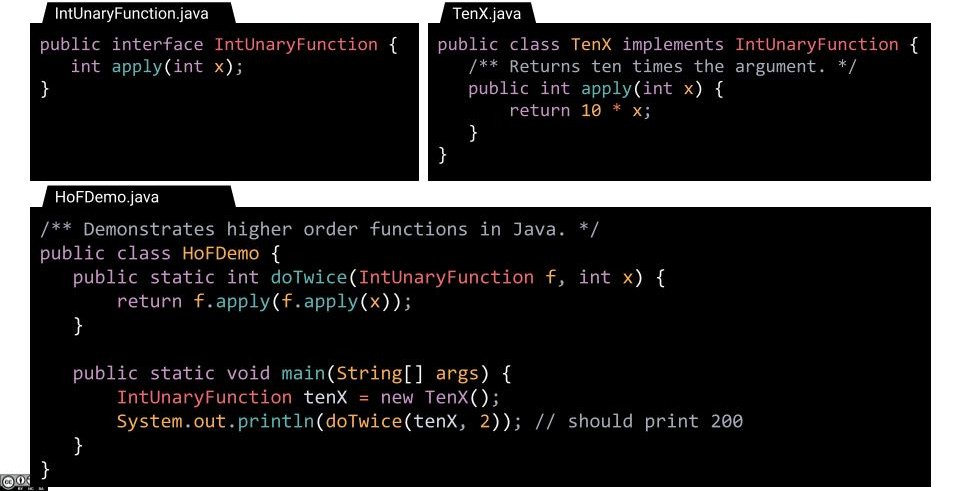 IntUnaryFunction.java
public interface IntUnaryFunction {
   int apply(int x);
}
TenX.java
public class TenX implements IntUnaryFunction {
   /** Returns ten times the argument. */
   public int apply(int x) {
       return 10 * x;
   }
}
HoFDemo.java
/** Demonstrates higher order functions in Java. */
public class HoFDemo {
   public static int doTwice(IntUnaryFunction f, int x) {
       return f.apply(f.apply(x));
   }
   public static void main(String[] args) {
       IntUnaryFunction tenX = new TenX();
       System.out.println(doTwice(tenX, 2)); // should print 200
   }
}